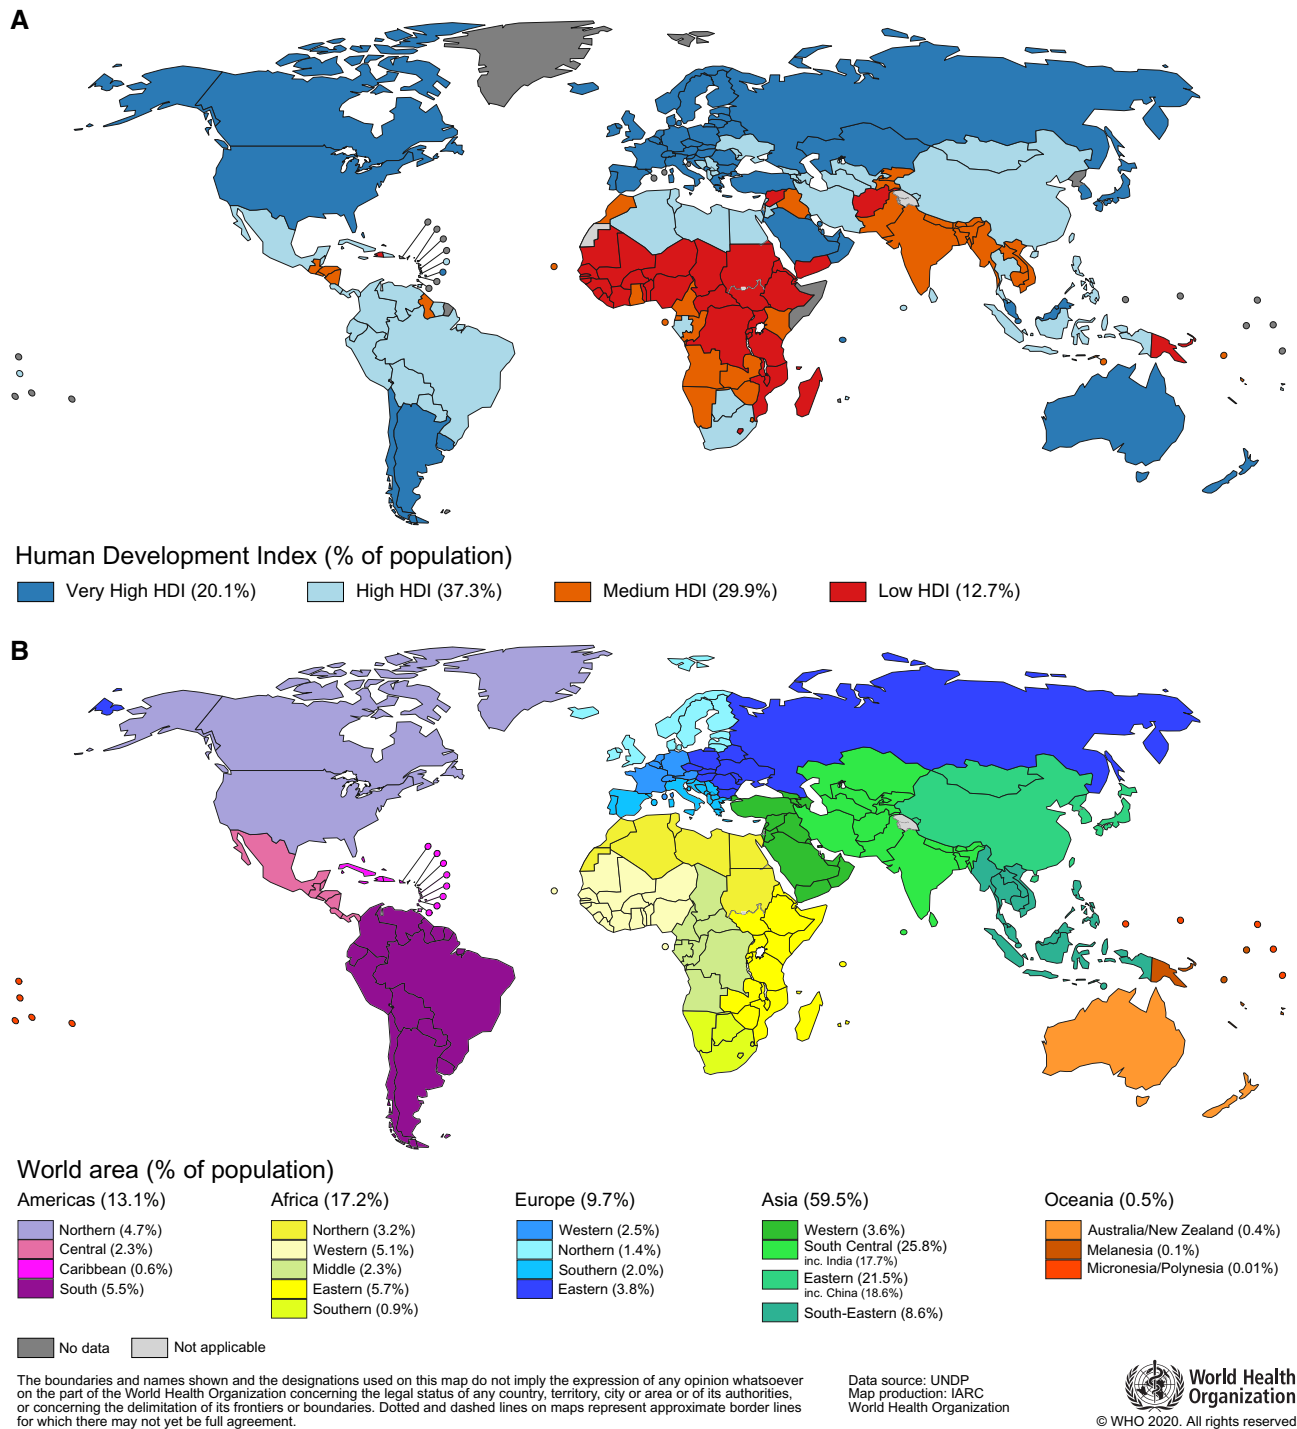 A
Human Development Index (% of population)
Very High HDI (20.1%)
High HDI (37.3%)
Medium HDI (29.9%)
Low HDI (12.7%)
B
World area (% of population)
Americas (13.1%)
Northern (4.7%)
Central (2.3%)
Caribbean (0.6%)
South (5.5%)
Africa (17.2%)
Northern (3.2%)
Western (5.1%)
Middle (2.3%)
Eastern (5.7%)
Southern (0.9%)
Europe (9.7%)
Western (2.5%)
Northern (1.4%)
Southern (2.0%)
Eastern (3.8%)
Asia (59.5%)
Western (3.6%)
South Central (25.8%)
inc. India (17.7%)
Eastern (21.5%)
inc. China (18.6%)
South-Eastern (8.6%)
Oceania (0.5%)
Australia/New Zealand (0.4%)
Melanesia (0.1%)
Micronesia/Polynesia (0.01%)
No data
Not applicable
The boundaries and names shown and the designations used on this map do not imply the expression of any opinion whatsoever
on the part of the World Health Organization concerning the legal status of any country, territory, city or area or of its authorities,
or concerning the delimitation of its frontiers or boundaries. Dotted and dashed lines on maps represent approximate border lines
for which there may not yet be full agreement.
Data source: UNDP
Map production: IARC
World Health Organization
World Health
Organization
© WHO 2020. All rights reserved